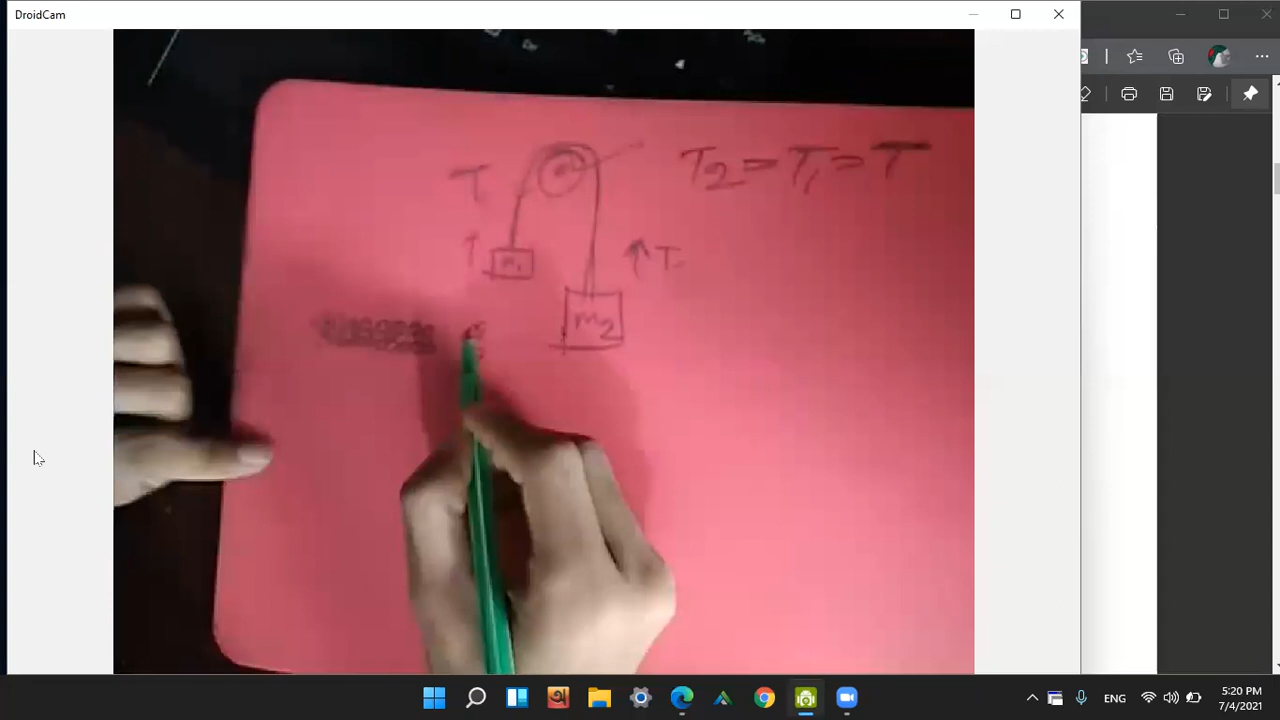 DroidCam
T₂ = T₁ = T
T
T
m₁
m₂
ENG
5:20 PM
7/4/2021